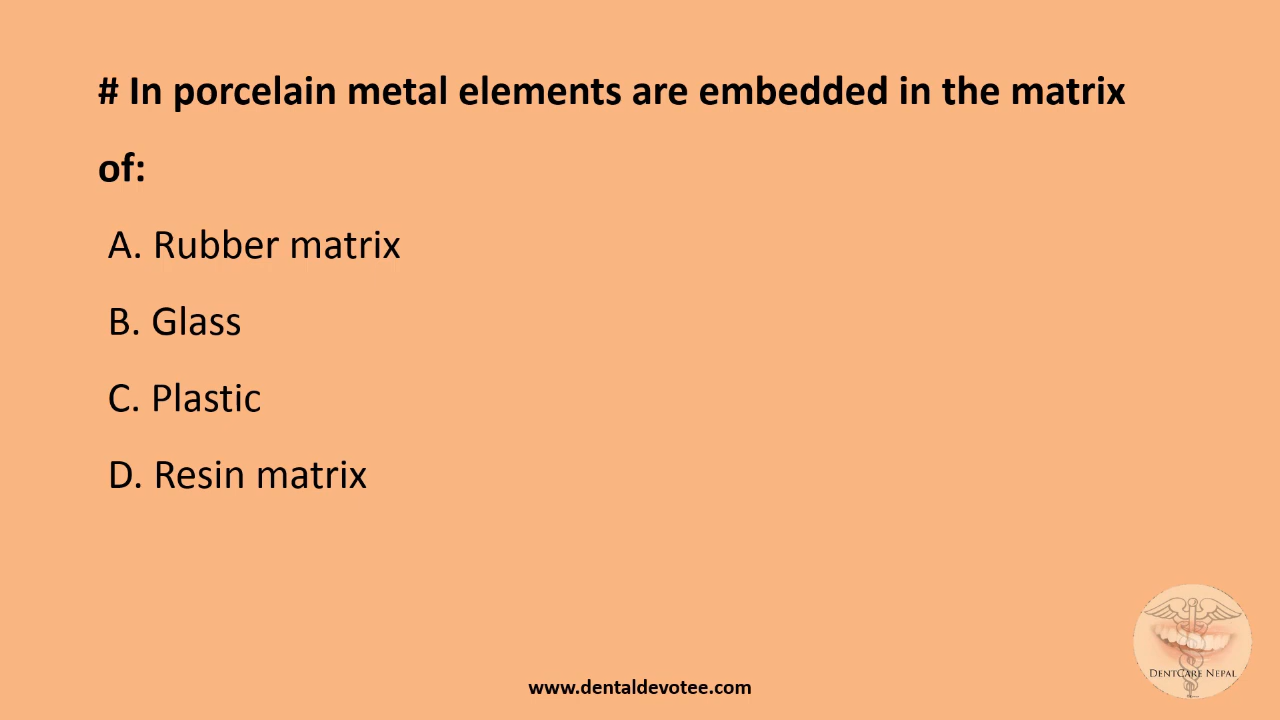 # In porcelain metal elements are embedded in the matrix
of:
A. Rubber matrix
B. Glass
C. Plastic
D. Resin matrix
DENTCARE NEPAL
www.dentaldevotee.com